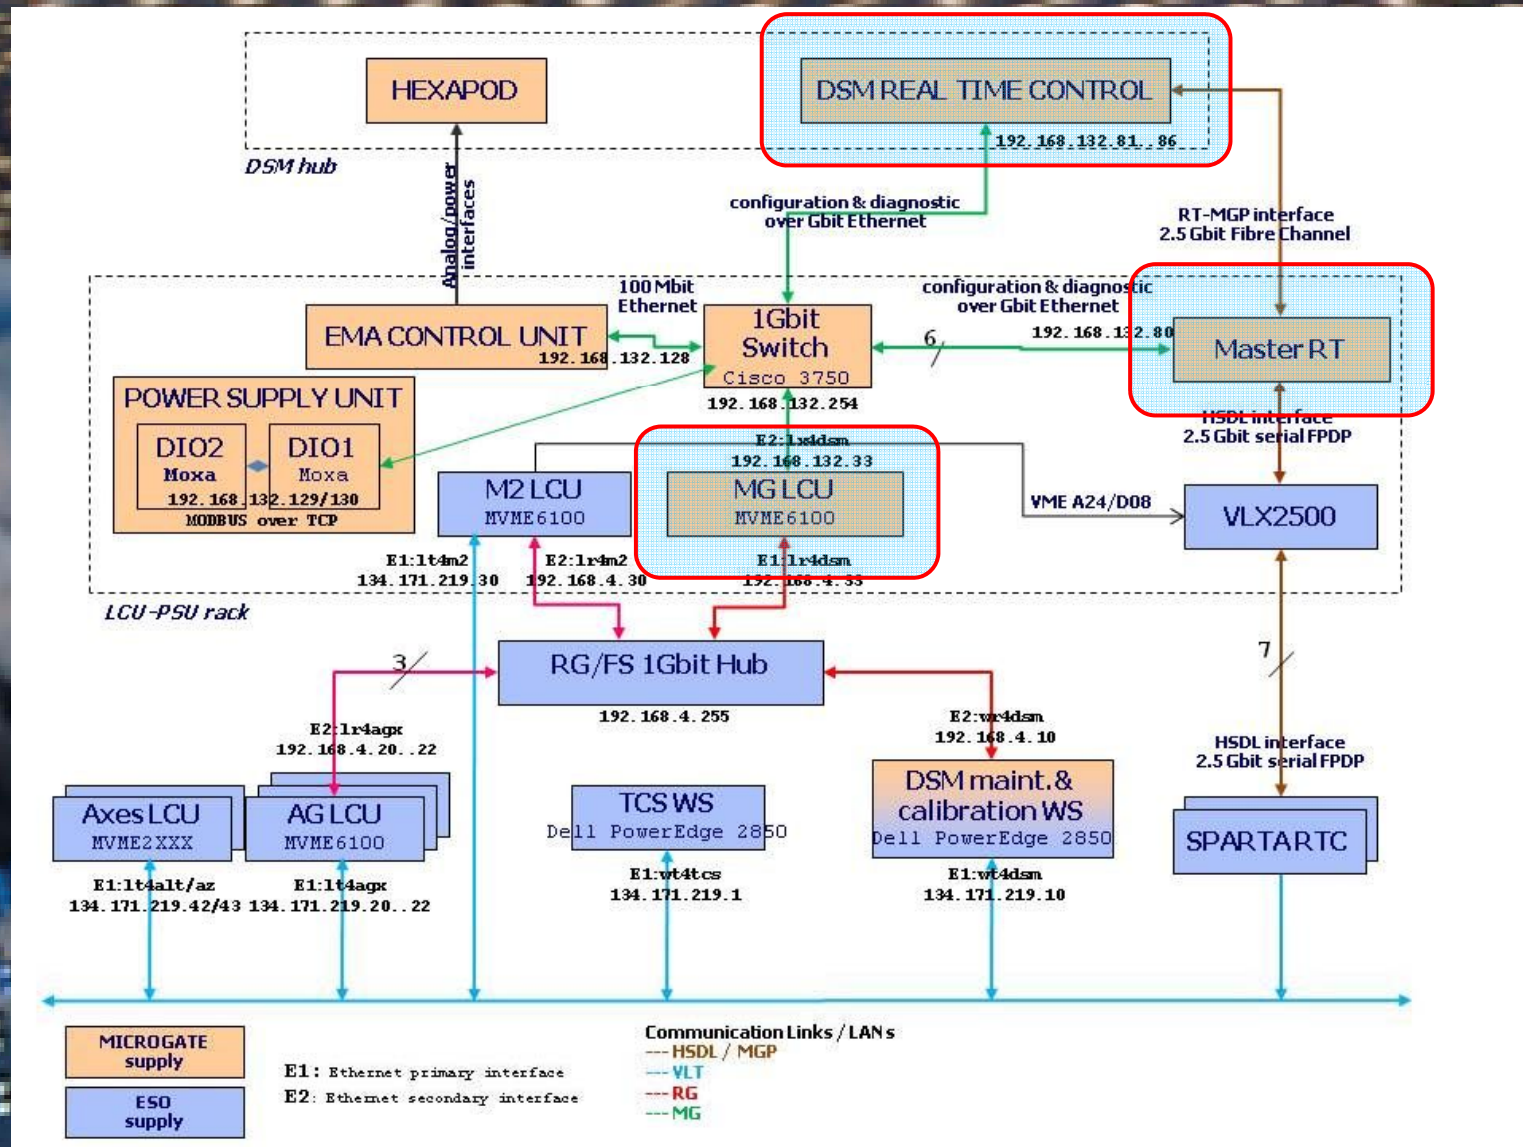 HEXAPOD
DSM REAL TIME CONTROL
192.168.132.81..86
DSM hub
Analog/power
interfaces
configuration & diagnostic
over Gbit Ethernet
RT-MGP interface
2.5 Gbit Fibre Channel
100 Mbit
Ethernet
configuration & diagnostic
over Gbit Ethernet
EMA CONTROL UNIT
192.168.132.128
1Gbit
Switch
Cisco 3750
192.168.132.254
6
192.168.132.80
Master RT
HSDL interface
2.5 Gbit serial FPDP
POWER SUPPLY UNIT
DIO2
Moxa
DIO1
Moxa
192.168.132.129/130
MODBUS over TCP
E2:lx4dsm
192.168.132.33
M2 LCU
MVME6100
MG LCU
MVME6100
VME A24/D08
VLX2500
E1:lt4m2
134.171.219.30
E2:lr4m2
192.168.4.30
E1:lr4dsm
192.168.4.33
LCU-PSU rack
3
RG/FS 1Gbit Hub
192.168.4.255
7
E2:lr4agx
192.168.4.20..22
E2:wr4dsm
192.168.4.10
HSDL interface
2.5 Gbit serial FPDP
Axes LCU
MVME2XXX
AG LCU
MVME6100
TCS WS
Dell PowerEdge 2850
DSM maint. &
calibration WS
Dell PowerEdge 2850
SPARTA RTC
E1:lt4alt/az
134.171.219.42/43
E1:lt4agx
134.171.219.20..22
E1:wt4tcs
134.171.219.1
E1:wt4dsm
134.171.219.10
MICROGATE
supply
ESO
supply
E1: Ethernet primary interface
E2: Ethernet secondary interface
Communication Links / LANs
--- HSDL / MGP
--- VLT
--- RG
--- MG